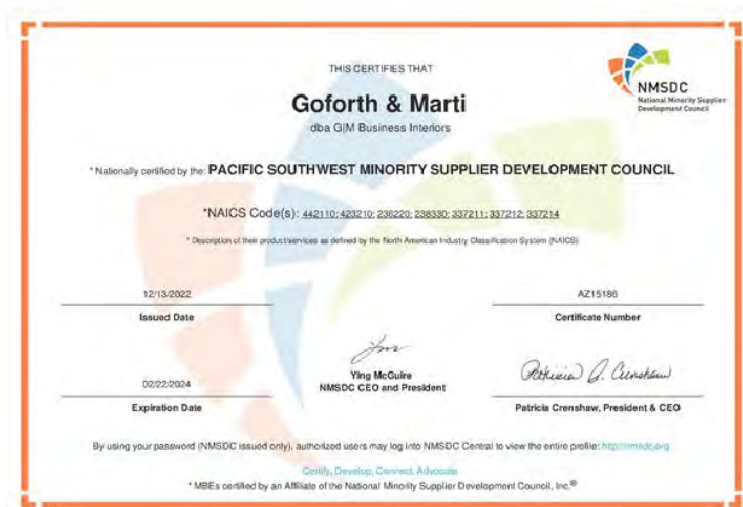 THIS CERTIFIES THAT
NMSDC
National Minority Supplier
Development Council
Goforth & Marti
dba G|M Business Interiors
* Nationally certified by the: PACIFIC SOUTHWEST MINORITY SUPPLIER DEVELOPMENT COUNCIL
*NAICS Code(s): 442110; 423210; 236220; 238330; 337211; 337212; 337214
* Description of their product/services as defined by the North American Industry Classification System (NAICS)
12/13/2022
Issued Date
AZ15186
Certificate Number
02/22/2024
Expiration Date
Ying McGuire
NMSDC CEO and President
Patricia G. Crenshaw
Patricia Crenshaw, President & CEO
By using your password (NMSDC issued only), authorized users may log into NMSDC Central to view the entire profile: http://nmsdc.org
Certify, Develop, Connect, Advocate.
* MBEs certified by an Affiliate of the National Minority Supplier Development Council, Inc.®